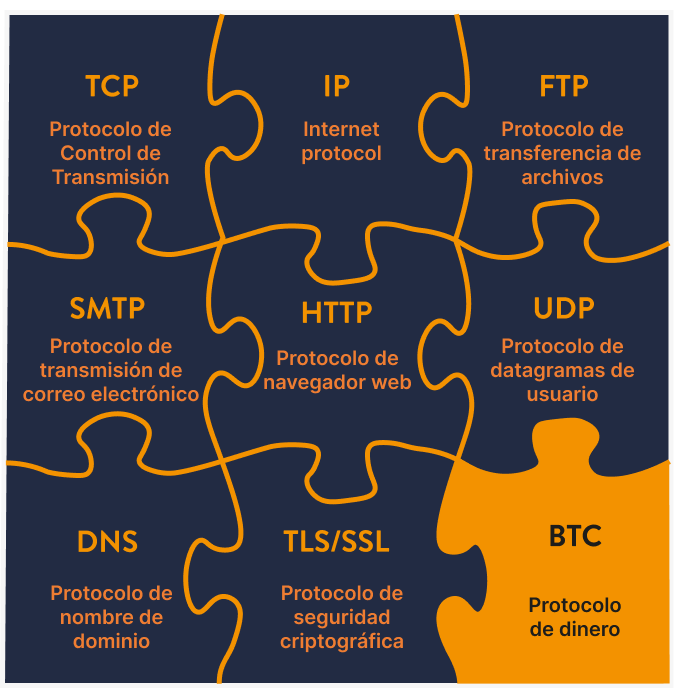 TCP
Protocolo de
Control de
Transmisión
IP
Internet
protocol
FTP
Protocolo de
transferencia de
archivos
SMTP
Protocolo de
transmisión de
correo electrónico
HTTP
Protocolo de
navegador web
UDP
Protocolo de
datagramas de
usuario
DNS
Protocolo de
nombre de
dominio
TLS/SSL
Protocolo de
seguridad
criptográfica
BTC
Protocolo
de dinero